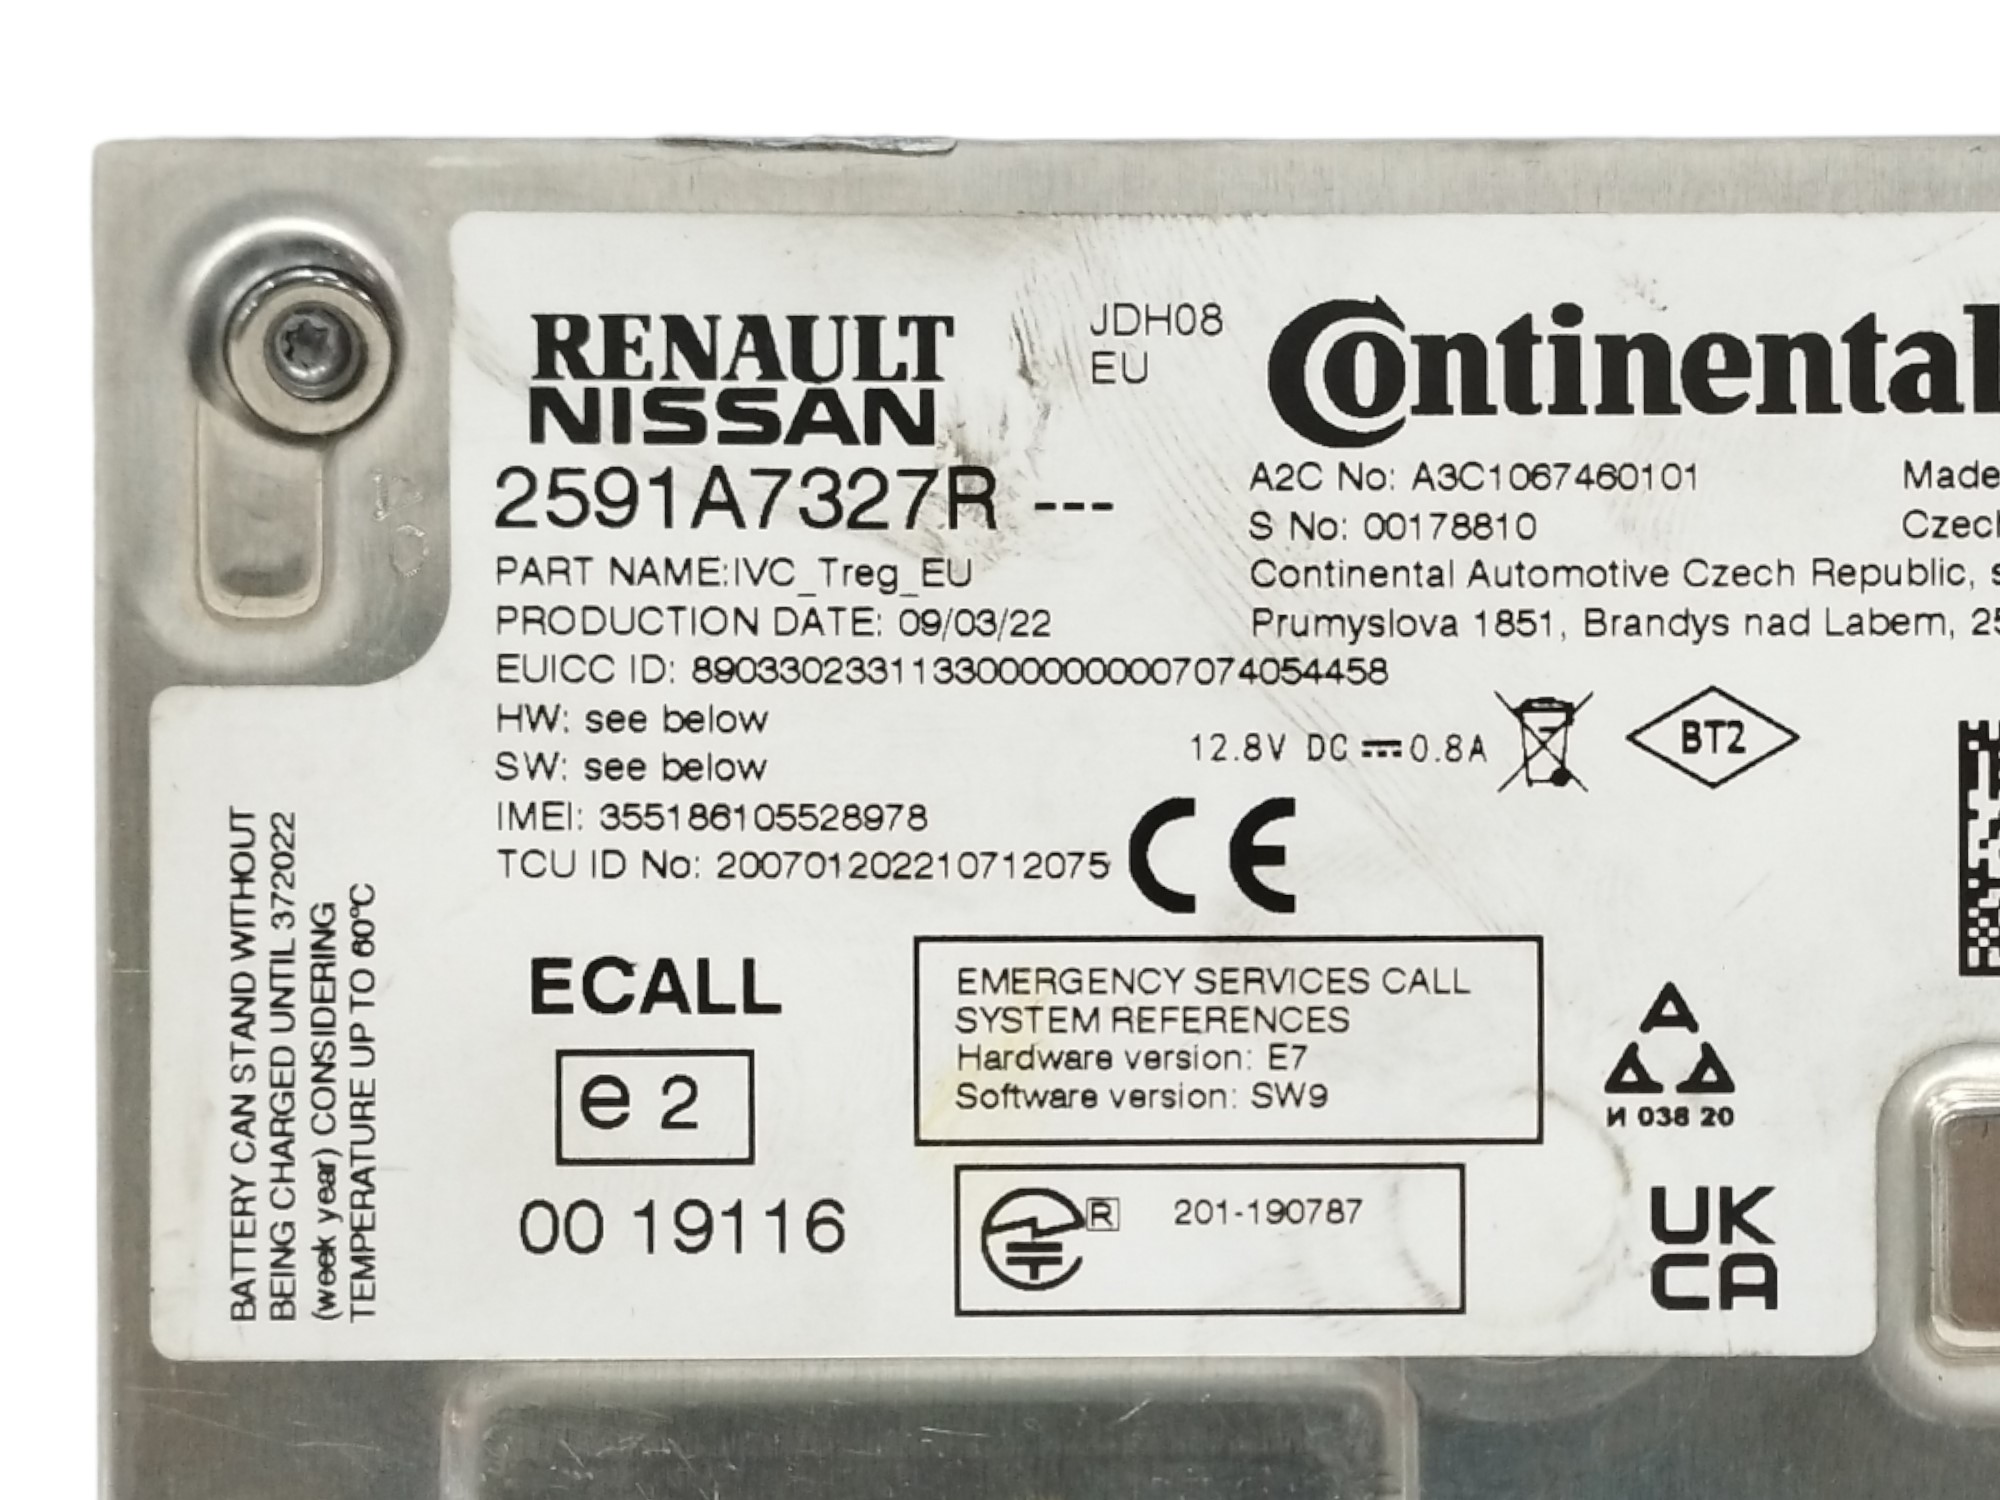 RENAULT
NISSAN
2591A7327R ---
PART NAME:IVC_Treg_EU
PRODUCTION DATE: 09/03/22
EUICC ID: 89033023311330000000007074054458
HW: see below
SW: see below
IMEI: 355186105528978
TCU ID No: 200701202210712075
JDH08
EU
Continental
A2C No: A3C1067460101
S No: 00178810
Made
Czech
Continental Automotive Czech Republic, s
Prumyslova 1851, Brandys nad Labem, 25
12.8V DC 0.8A
BT2
CE
BATTERY CAN STAND WITHOUT
BEING CHARGED UNTIL 372022
(week year) CONSIDERING
TEMPERATURE UP TO 60°C
ECALL
e 2
00 19116
EMERGENCY SERVICES CALL
SYSTEM REFERENCES
Hardware version: E7
Software version: SW9
R 201-190787
A
И 038 20
UK
CA